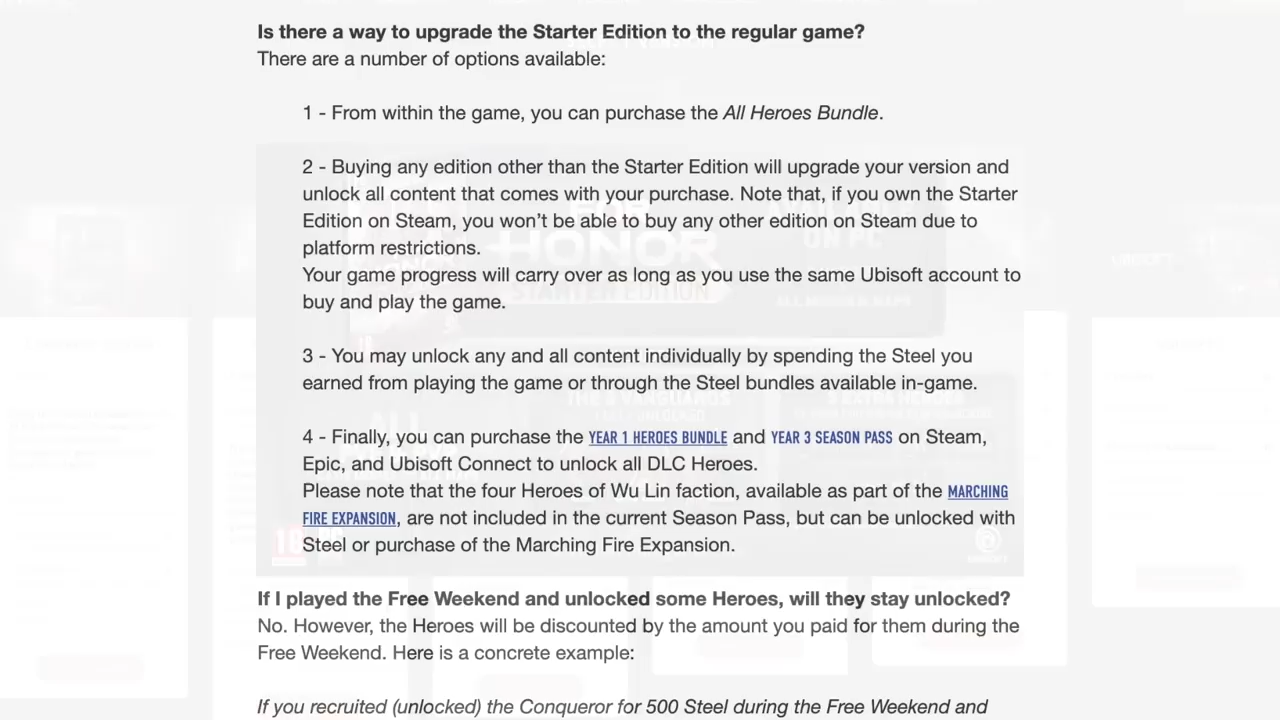 Is there a way to upgrade the Starter Edition to the regular game?
There are a number of options available:
1 - From within the game, you can purchase the All Heroes Bundle.
2 - Buying any edition other than the Starter Edition will upgrade your version and
unlock all content that comes with your purchase. Note that, if you own the Starter
Edition on Steam, you won’t be able to buy any other edition on Steam due to
platform restrictions.
Your game progress will carry over as long as you use the same Ubisoft account to
buy and play the game.
3 - You may unlock any and all content individually by spending the Steel you
earned from playing the game or through the Steel bundles available in-game.
4 - Finally, you can purchase the YEAR 1 HEROES BUNDLE and YEAR 3 SEASON PASS on Steam,
Epic, and Ubisoft Connect to unlock all DLC Heroes.
Please note that the four Heroes of Wu Lin faction, available as part of the MARCHING
FIRE EXPANSION, are not included in the current Season Pass, but can be unlocked with
Steel or purchase of the Marching Fire Expansion.
If I played the Free Weekend and unlocked some Heroes, will they stay unlocked?
No. However, the Heroes will be discounted by the amount you paid for them during the
Free Weekend. Here is a concrete example:
If you recruited (unlocked) the Conqueror for 500 Steel during the Free Weekend and